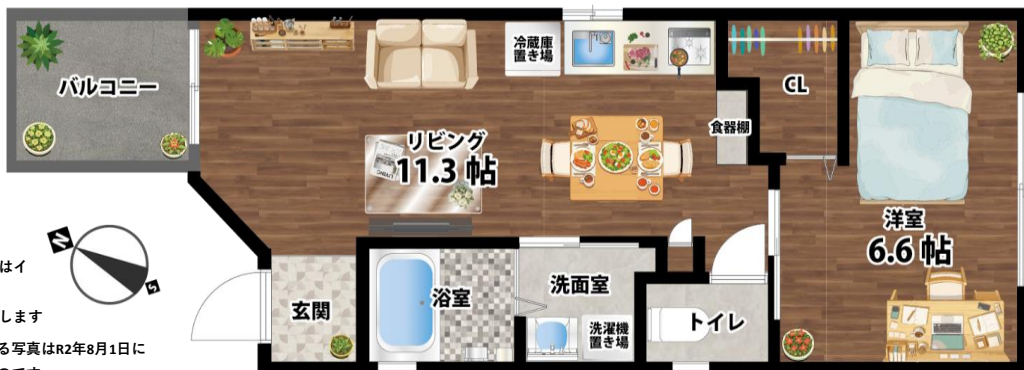 バルコニー
冷蔵庫
置き場
CL
食器棚
リビング
11.3 帖
洋室
6.6 帖
N
S
玄関
浴室
洗面室
洗濯機
置き場
トイレ
はイ
します
る写真はR2年8月1日に
のです